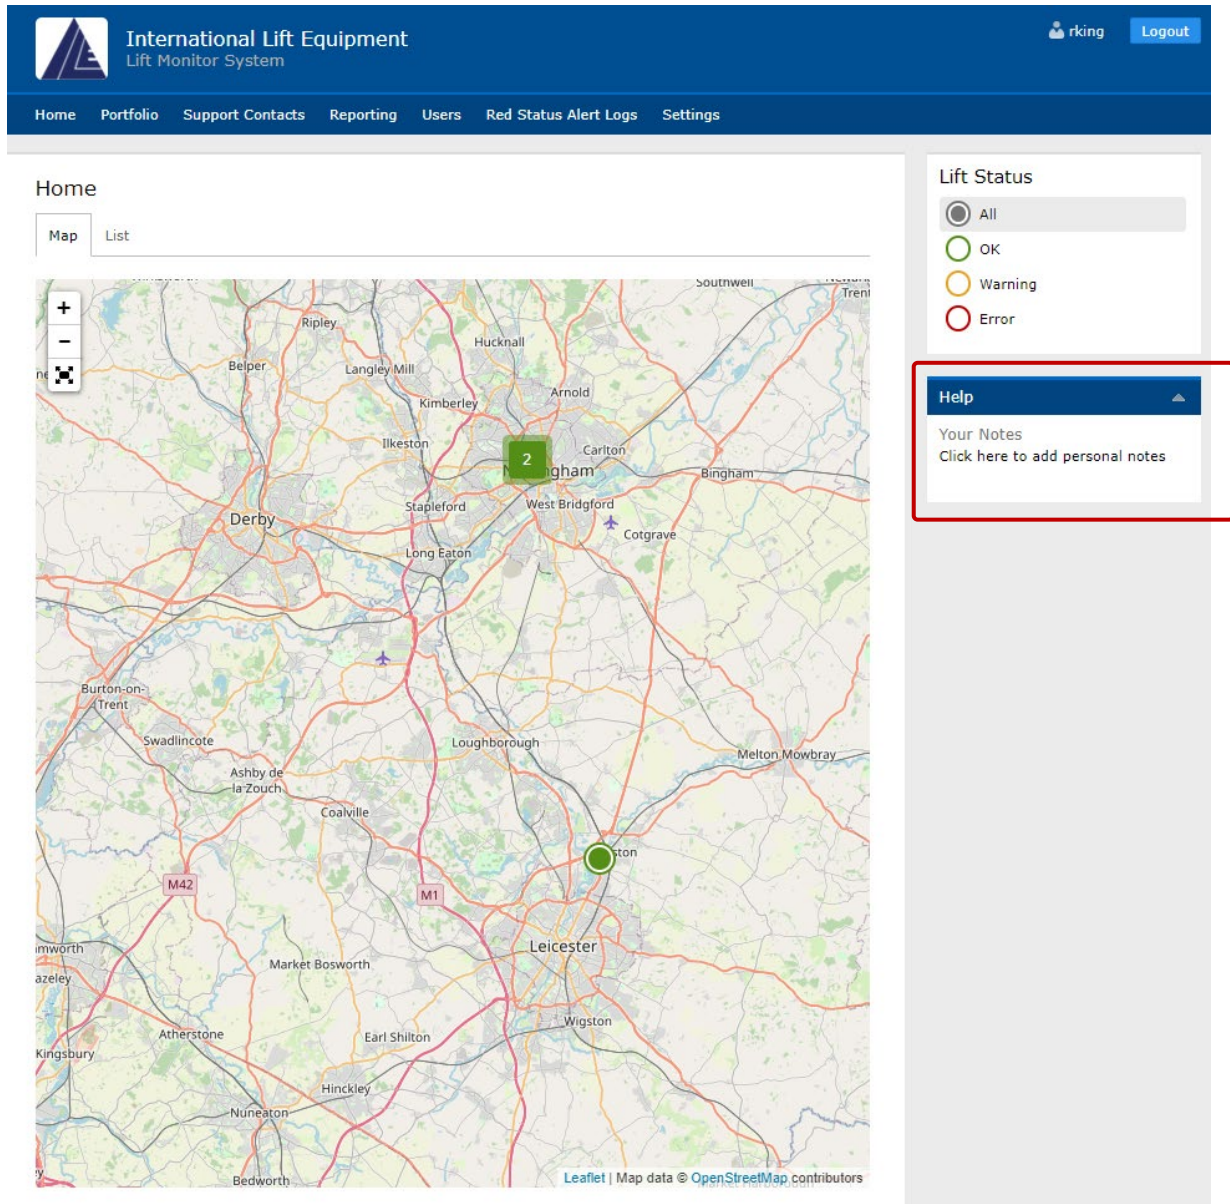 International Lift Equipment
Lift Monitor System
rking
Logout
Home Portfolio Support Contacts Reporting Users Red Status Alert Logs Settings
Home
Map List
Lift Status
All
OK
Warning
Error
Help
Your Notes
Click here to add personal notes
+
−
Southwell
Trent
Ripley
Hucknall
Belper
Langley Mill
Arnold
Kimberley
Ilkeston
Carlton
2
gham
Bingham
Stapleford
West Bridgford
Derby
Cotgrave
Long Eaton
Burton-on-
Trent
Swadlincote
Loughborough
Melton Mowbray
Ashby de
la Zouch
Coalville
ston
M42
M1
Leicester
mworth
Market Bosworth
azeley
Wigston
Atherstone
Earl Shilton
Kingsbury
Hinckley
Nuneaton
Bedworth
Leaflet | Map data © OpenStreetMap contributors